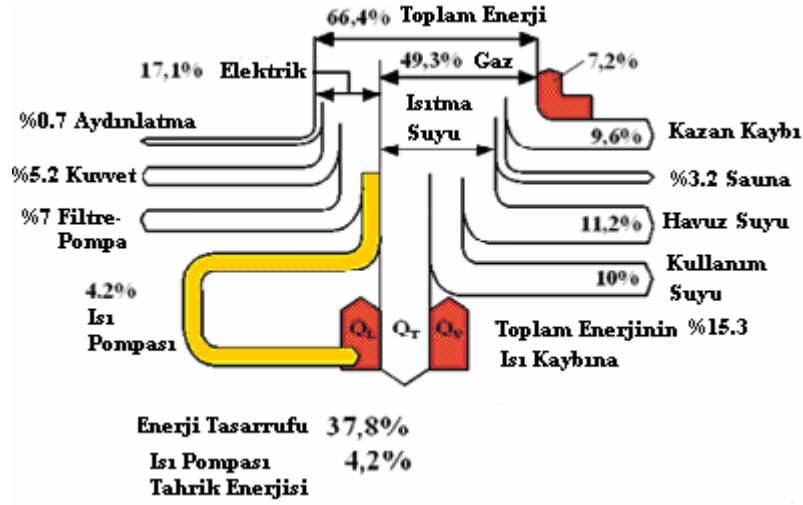 66,4% Toplam Enerji
17,1% Elektrik
49,3% Gaz
7,2%
Isıtma
Suyu
%0.7 Aydınlatma
9,6% Kazan Kaybı
%5.2 Kuvvet
%3.2 Sauna
%7 Filtre-
Pompa
11,2% Havuz Suyu
10% Kullanım
Suyu
4.2%
Isı
Pompası
QL QT QV
Toplam Enerjinin %15.3
Isı Kaybına
Enerji Tasarrufu 37,8%
Isı Pompası 4,2%
Tahrik Enerjisi